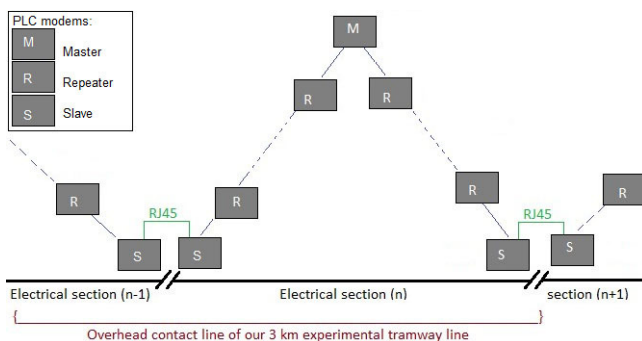 PLC modems:
M Master
R Repeater
S Slave
M
R R
R R R R
RJ45 RJ45
S S S S
Electrical section (n-1) Electrical section (n) section (n+1)
Overhead contact line of our 3 km experimental tramway line